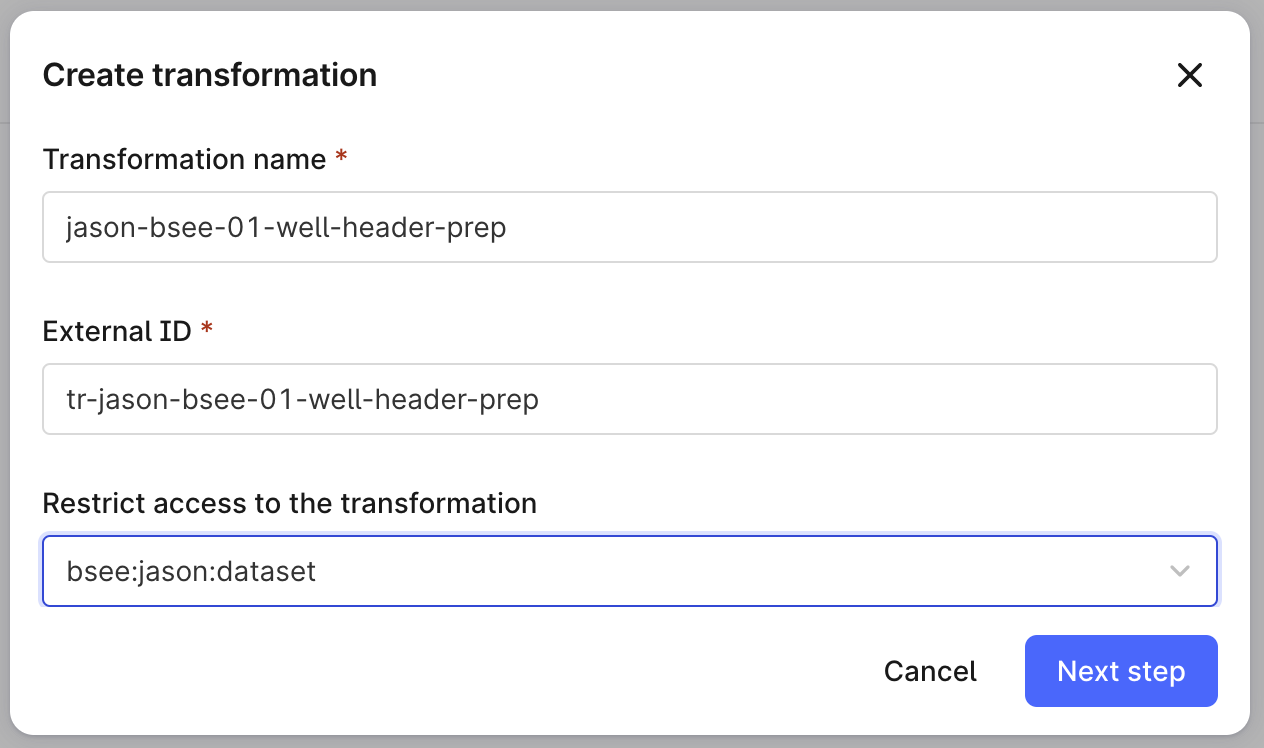 Create transformation
Transformation name *
jason-bsee-01-well-header-prep
External ID *
tr-jason-bsee-01-well-header-prep
Restrict access to the transformation
bsee:jason:dataset
Cancel
Next step